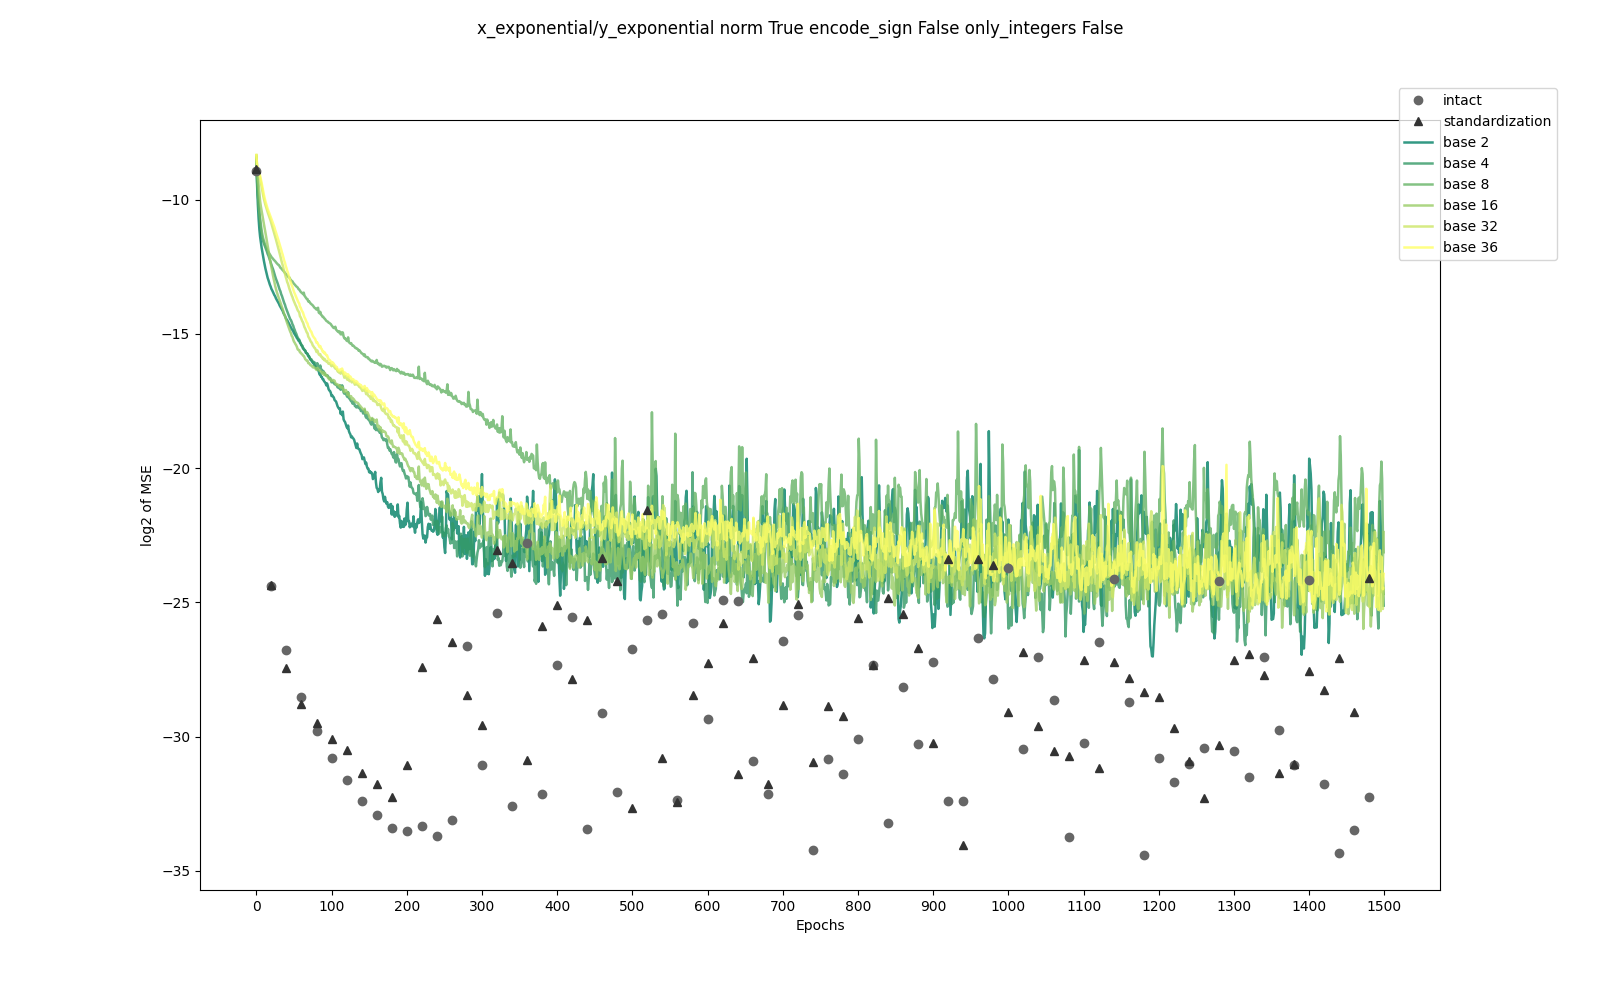 x_exponential/y_exponential norm True encode_sign False only_integers False
intact
standardization
base 2
base 4
base 8
base 16
base 32
base 36
log2 of MSE
−10
−15
−20
−25
−30
−35
0 100 200 300 400 500 600 700 800 900 1000 1100 1200 1300 1400 1500
Epochs